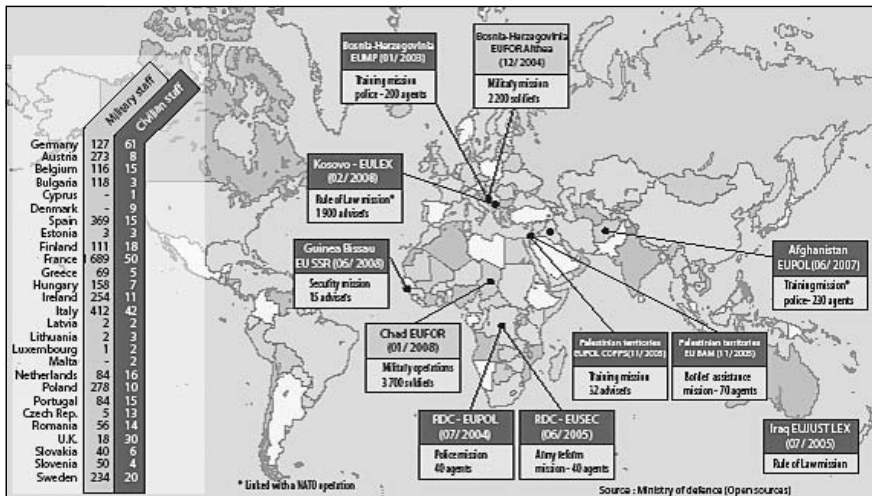 Military staff
Civilian staff
Germany 127 61
Austria 273 8
Belgium 116 15
Bulgaria 118 3
Cyprus - 1
Denmark - 9
Spain 369 15
Estonia 3 3
Finland 111 18
France 1 689 50
Greece 69 5
Hungary 158 7
Ireland 254 11
Italy 412 42
Latvia 2 2
Lithuania 2 3
Luxembourg 1 2
Malta - 2
Netherlands 84 16
Poland 278 10
Portugal 84 15
Czech Rep. 5 13
Romania 56 14
U.K. 18 30
Slovakia 40 6
Slovenia 50 4
Sweden 234 20
Bosnia-Herzegovinia
EUMP (01/2003)
Training mission
police - 200 agents
Bosnia-Herzegovinia
EUFOR Althea
(12/2004)
Military mission
2 200 soldiers
Kosovo - EULEX
(02/2008)
Rule of Law mission*
1 900 advisers
Guinea Bissau
EU SSR (06/2008)
Security mission
15 advisers
Chad EUFOR
(01/2008)
Military operations
3 700 soldiers
RDC - EUPOL
(07/2004)
Police mission
40 agents
RDC - EUSEC
(06/2005)
Army reform
mission - 40 agents
Palestinian territories
EUPOL COPPS (11/2005)
Training mission
32 advisers
Palestinian territories
EU BAM (11/2005)
Border assistance
mission - 70 agents
Afghanistan
EUPOL (06/2007)
Training mission*
police - 230 agents
Iraq EUJUST LEX
(07/2005)
Rule of Law mission
* Linked with a NATO operation
Source : Ministry of defence (Open sources)